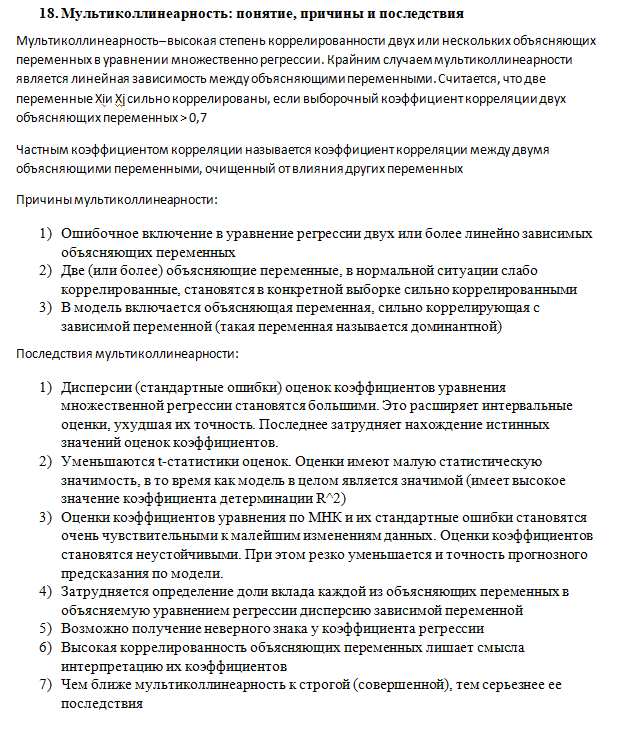 18. Мультиколлинеарность: понятие, причины и последствия
Мультиколлинеарность–высокая степень коррелированности двух или нескольких объясняющих
переменных в уравнении множественно регрессии. Крайним случаем мультиколлинеарности
является линейная зависимость между объясняющими переменными. Считается, что две
переменные Xiи Xj сильно коррелированы, если выборочный коэффициент корреляции двух
объясняющих переменных > 0,7
Частным коэффициентом корреляции называется коэффициент корреляции между двумя
объясняющими переменными, очищенный от влияния других переменных
Причины мультиколлинеарности:
1) Ошибочное включение в уравнение регрессии двух или более линейно зависимых
объясняющих переменных
2) Две (или более) объясняющие переменные, в нормальной ситуации слабо
коррелированные, становятся в конкретной выборке сильно коррелированными
3) В модель включается объясняющая переменная, сильно коррелирующая с
зависимой переменной (такая переменная называется доминантной)
Последствия мультиколлинеарности:
1) Дисперсии (стандартные ошибки) оценок коэффициентов уравнения
множественной регрессии становятся большими. Это расширяет интервальные
оценки, ухудшая их точность. Последнее затрудняет нахождение истинных
значений оценок коэффициентов.
2) Уменьшаются t-статистики оценок. Оценки имеют малую статистическую
значимость, в то время как модель в целом является значимой (имеет высокое
значение коэффициента детерминации R^2)
3) Оценки коэффициентов уравнения по МНК и их стандартные ошибки становятся
очень чувствительными к малейшим изменениям данных. Оценки коэффициентов
становятся неустойчивыми. При этом резко уменьшается и точность прогнозного
предсказания по модели.
4) Затрудняется определение доли вклада каждой из объясняющих переменных в
объясняемую уравнением регрессии дисперсию зависимой переменной
5) Возможно получение неверного знака у коэффициента регрессии
6) Высокая коррелированность объясняющих переменных лишает смысла
интерпретацию их коэффициентов
7) Чем ближе мультиколлинеарность к строгой (совершенной), тем серьезнее ее
последствия